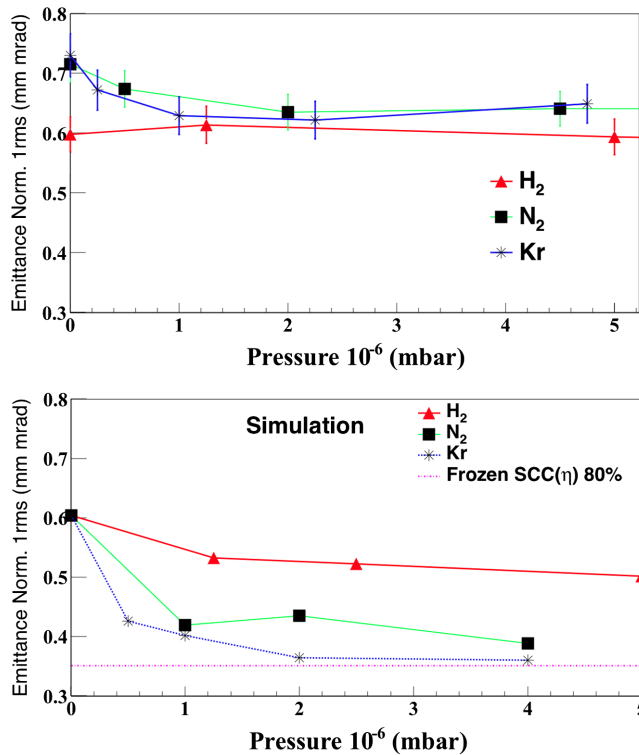 Emittance Norm. 1rms (mm mrad)
0.8
0.7
0.6
0.5
0.4
0.3
H2
N2
Kr
0 1 2 3 4 5
Pressure 10-6 (mbar)
Emittance Norm. 1rms (mm mrad)
0.8
0.7
0.6
0.5
0.4
0.3
Simulation
H2
N2
Kr
Frozen SCC(η) 80%
0 1 2 3 4 5
Pressure 10-6 (mbar)